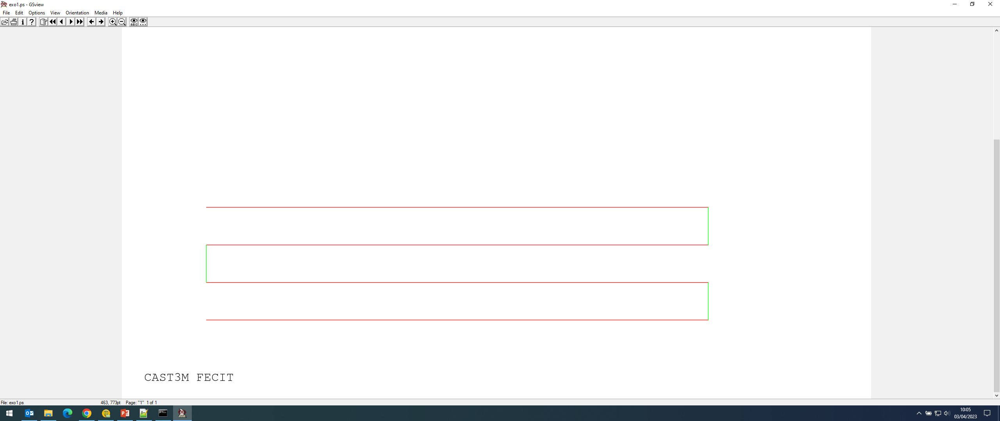 exo1.ps - GSview
File Edit Options View Orientation Media Help
CAST3M FECIT
File: exo1.ps 463, 773pt Page: "1" 1 of 1
10:05
03/04/2023